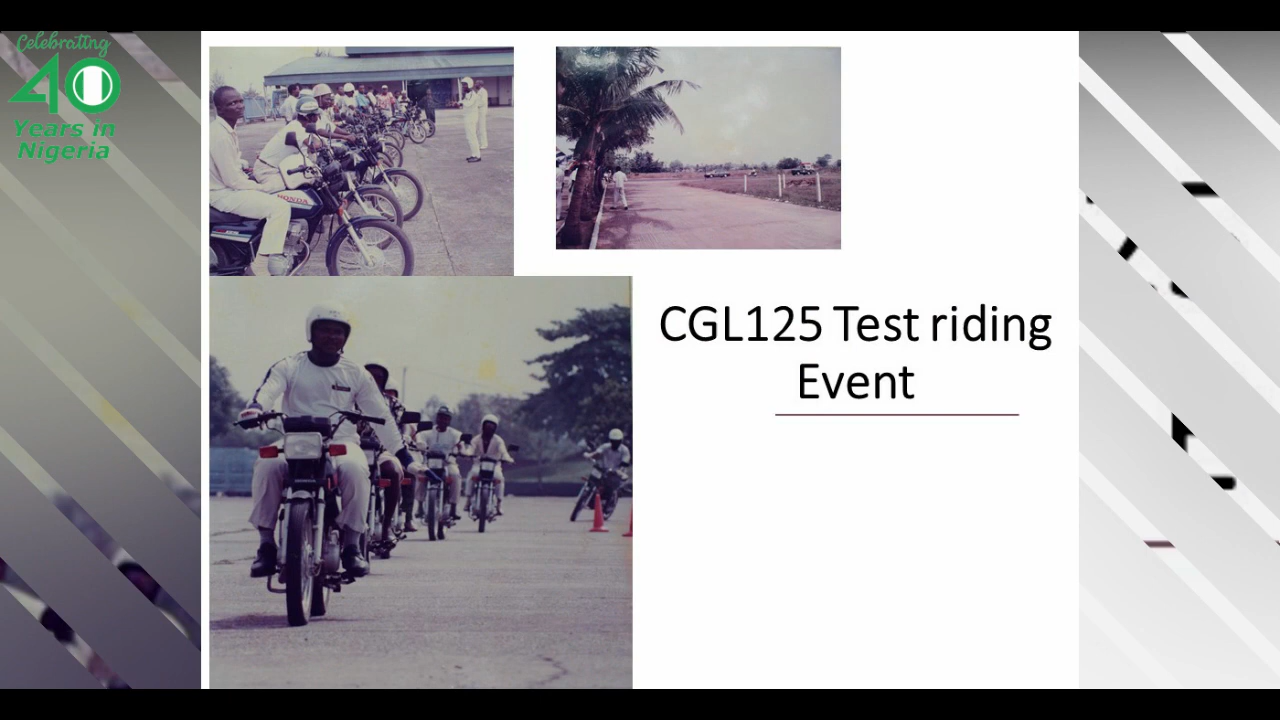 Celebrating
40
Years in
Nigeria
HONDA
CGL125 Test riding
Event